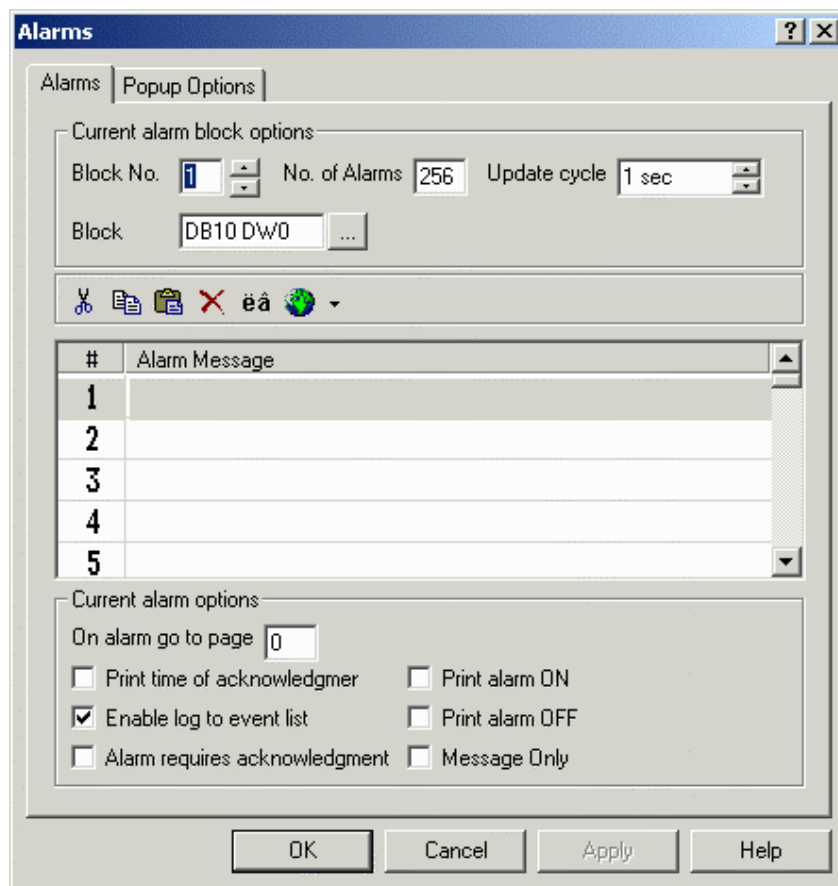 Alarms
Alarms Popup Options
Current alarm block options
Block No. 1 No. of Alarms 256 Update cycle 1 sec
Block DB10 DW0 ...
ëâ
# Alarm Message
1
2
3
4
5
Current alarm options
On alarm go to page 0
Print time of acknowledgmer Print alarm ON
Enable log to event list Print alarm OFF
Alarm requires acknowledgment Message Only
OK Cancel Apply Help